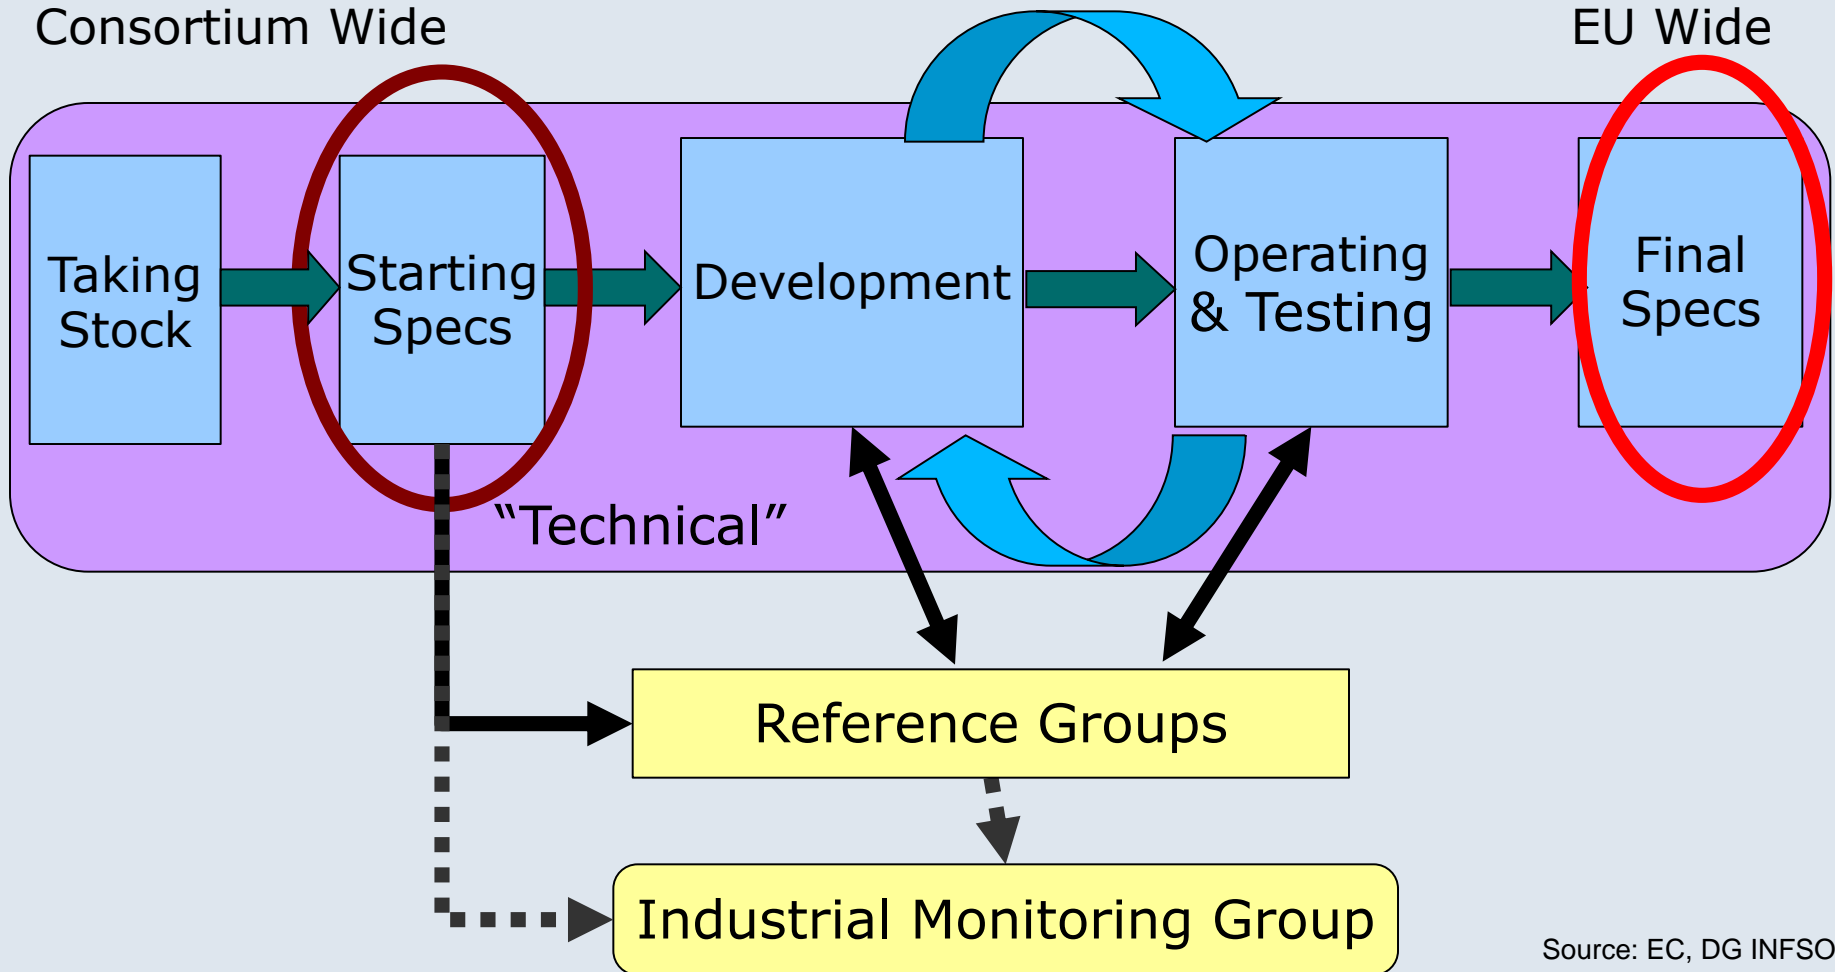 Consortium Wide
EU Wide
Taking
Stock
Starting
Specs
Development
Operating
& Testing
Final
Specs
“Technical”
Reference Groups
Industrial Monitoring Group
Source: EC, DG INFSO